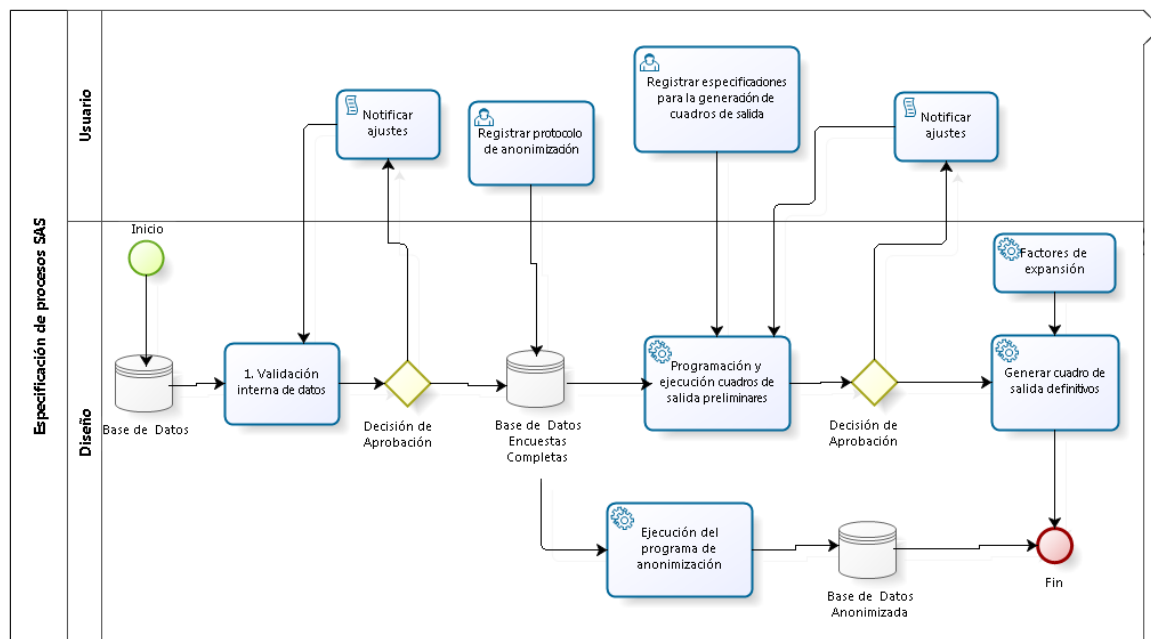 Especificación de procesos SAS
Usuario
Notificar
ajustes
Registrar protocolo
de anonimización
Registrar especificaciones
para la generación de
cuadros de salida
Notificar
ajustes
Diseño
Inicio
Factores de
expansión
Base de Datos
1. Validación
interna de datos
Decisión de
Aprobación
Base de Datos
Encuestas
Completas
Programación y
ejecución cuadros de
salida preliminares
Decisión de
Aprobación
Generar cuadro de
salida definitivos
Ejecución del
programa de
anonimización
Base de Datos
Anonimizada
Fin